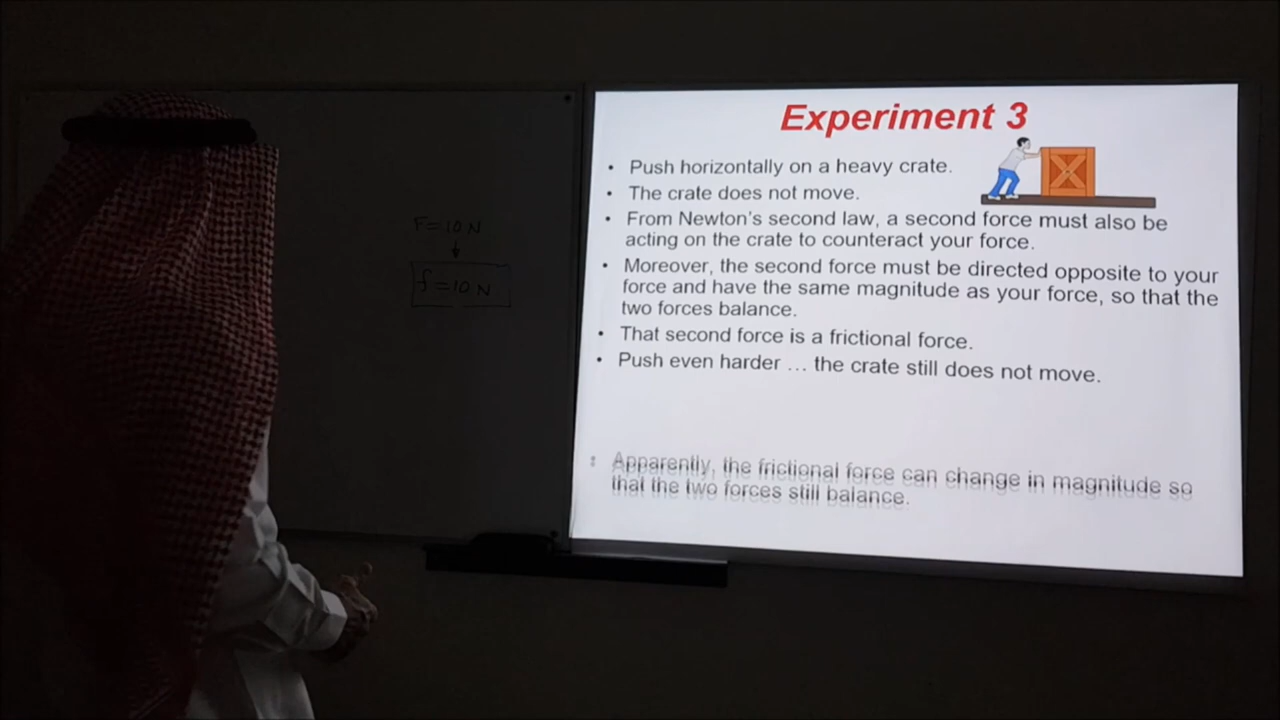 F = 10 N
f = 10 N
Experiment 3
• Push horizontally on a heavy crate.
• The crate does not move.
• From Newton's second law, a second force must also be
acting on the crate to counteract your force.
• Moreover, the second force must be directed opposite to your
force and have the same magnitude as your force, so that the
two forces balance.
• That second force is a frictional force.
• Push even harder ... the crate still does not move.
• Apparently, the frictional force can change in magnitude so
that the two forces still balance.